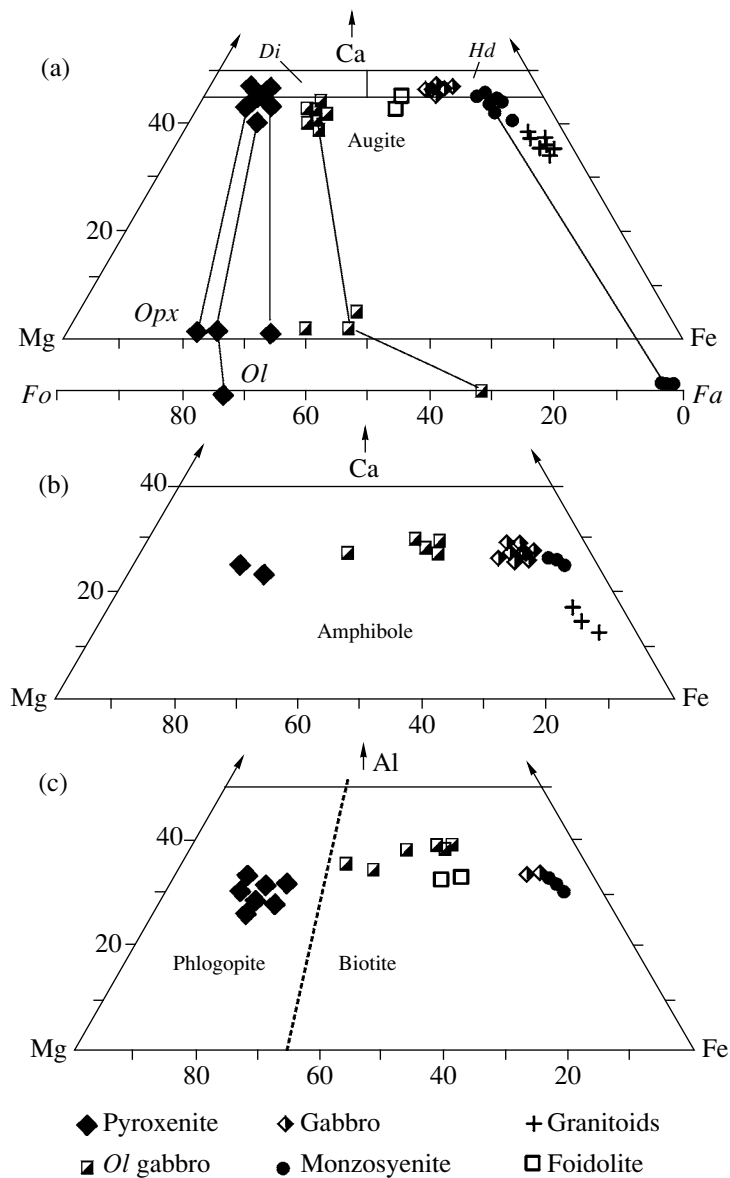 (a)
Di
Ca
Hd
40
Augite
20
Opx
Mg
Fe
Ol
Fo
Fa
80 60 40 20 0
(b)
Ca
40
20
Amphibole
Mg
Fe
80 60 40 20
(c)
Al
40
20
Phlogopite
Biotite
Mg
Fe
80 60 40 20
Pyroxenite Gabbro Granitoids
Ol gabbro Monzosyenite Foidolite